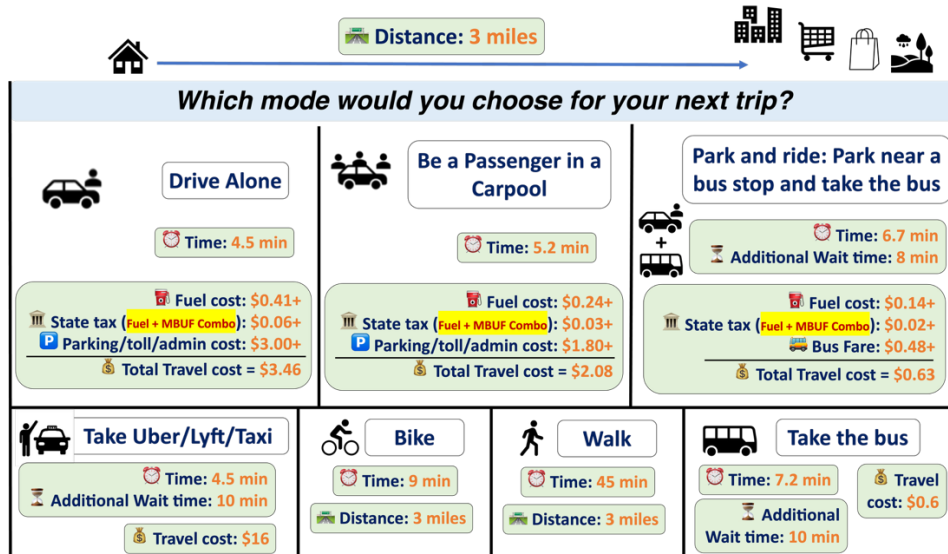 Distance: 3 miles
Which mode would you choose for your next trip?
Drive Alone
Time: 4.5 min
Fuel cost: $0.41+
State tax (Fuel + MBUF Combo): $0.06+
P Parking/toll/admin cost: $3.00+
Total Travel cost = $3.46
Be a Passenger in a
Carpool
Time: 5.2 min
Fuel cost: $0.24+
State tax (Fuel + MBUF Combo): $0.03+
P Parking/toll/admin cost: $1.80+
Total Travel cost = $2.08
Park and ride: Park near a
bus stop and take the bus
+
Time: 6.7 min
Additional Wait time: 8 min
Fuel cost: $0.14+
State tax (Fuel + MBUF Combo): $0.02+
Bus Fare: $0.48+
Total Travel cost = $0.63
Take Uber/Lyft/Taxi
Time: 4.5 min
Additional Wait time: 10 min
Travel cost: $16
Bike
Time: 9 min
Distance: 3 miles
Walk
Time: 45 min
Distance: 3 miles
Take the bus
Time: 7.2 min
Additional
Wait time: 10 min
Travel
cost: $0.6